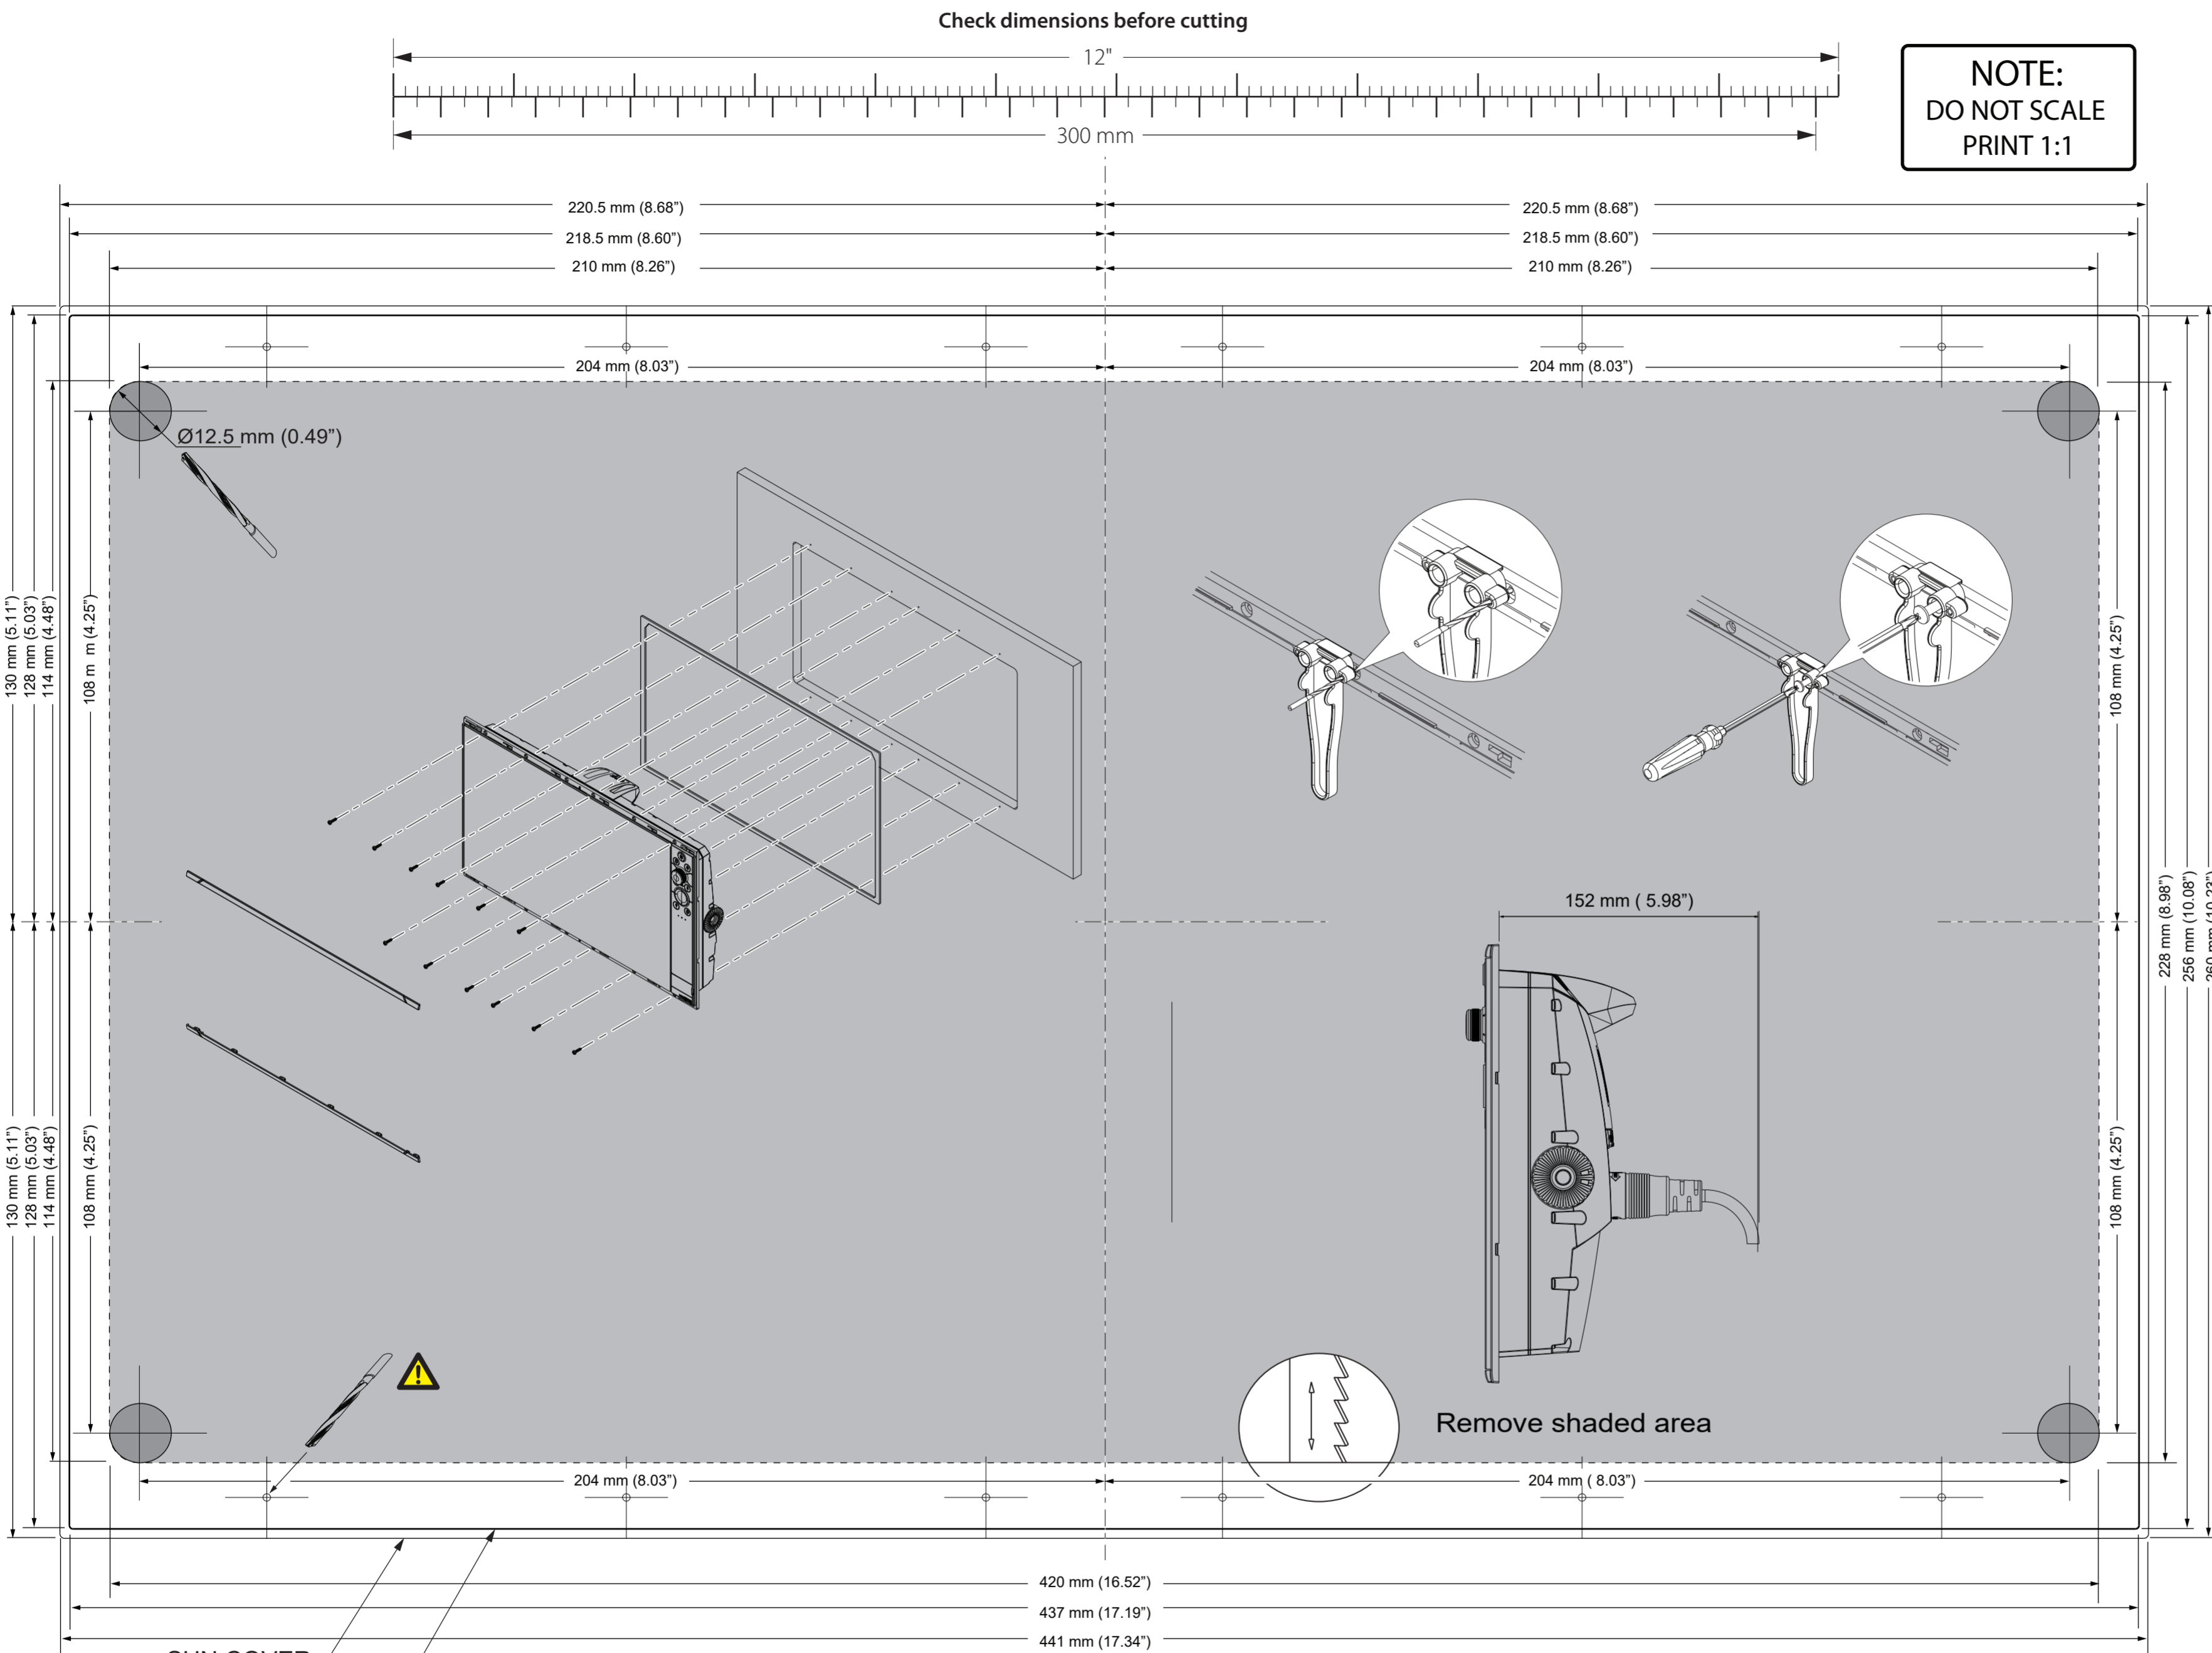 Check dimensions before cutting
12"
300 mm
NOTE:
DO NOT SCALE
PRINT 1:1
220.5 mm (8.68”)
220.5 mm (8.68”)
218.5 mm (8.60”)
218.5 mm (8.60”)
210 mm (8.26”)
210 mm (8.26”)
204 mm (8.03”)
204 mm (8.03”)
Ø12.5 mm (0.49”)
130 mm (5.11”)
128 mm (5.03”)
114 mm (4.48”)
108 m m (4.25”)
108 mm (4.25”)
152 mm ( 5.98”)
228 mm (8.98”)
256 mm (10.08”)
260 mm (10.23”)
130 mm (5.11”)
128 mm (5.03”)
114 mm (4.48”)
108 mm (4.25”)
108 mm (4.25”)
Remove shaded area
204 mm (8.03”)
204 mm ( 8.03”)
420 mm (16.52”)
437 mm (17.19”)
441 mm (17.34”)
SUN COVER